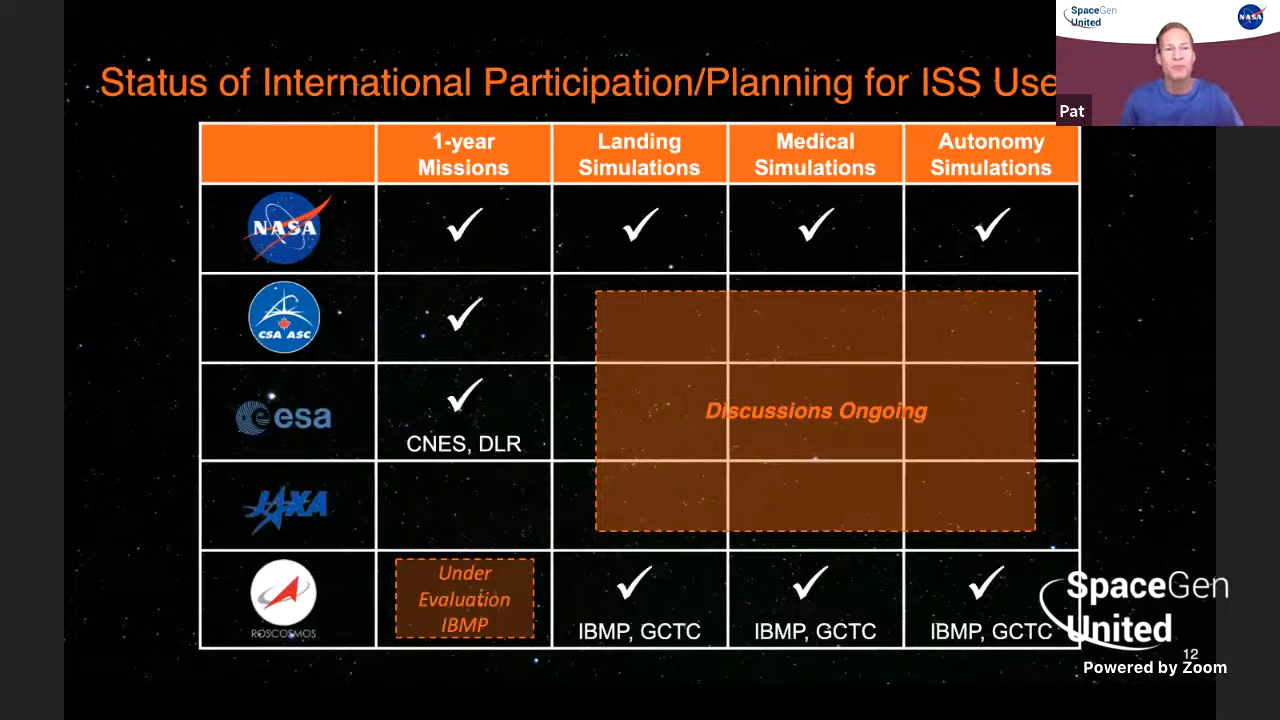 SpaceGen
United
NASA
Pat
Status of International Participation/Planning for ISS Use
1-year
Missions
Landing
Simulations
Medical
Simulations
Autonomy
Simulations
NASA
CSA ASC
esa
CNES, DLR
Discussions Ongoing
JAXA
Under
Evaluation
IBMP
ROSCOSMOS
IBMP, GCTC
IBMP, GCTC
IBMP, GCTC
SpaceGen
United
12
Powered by Zoom